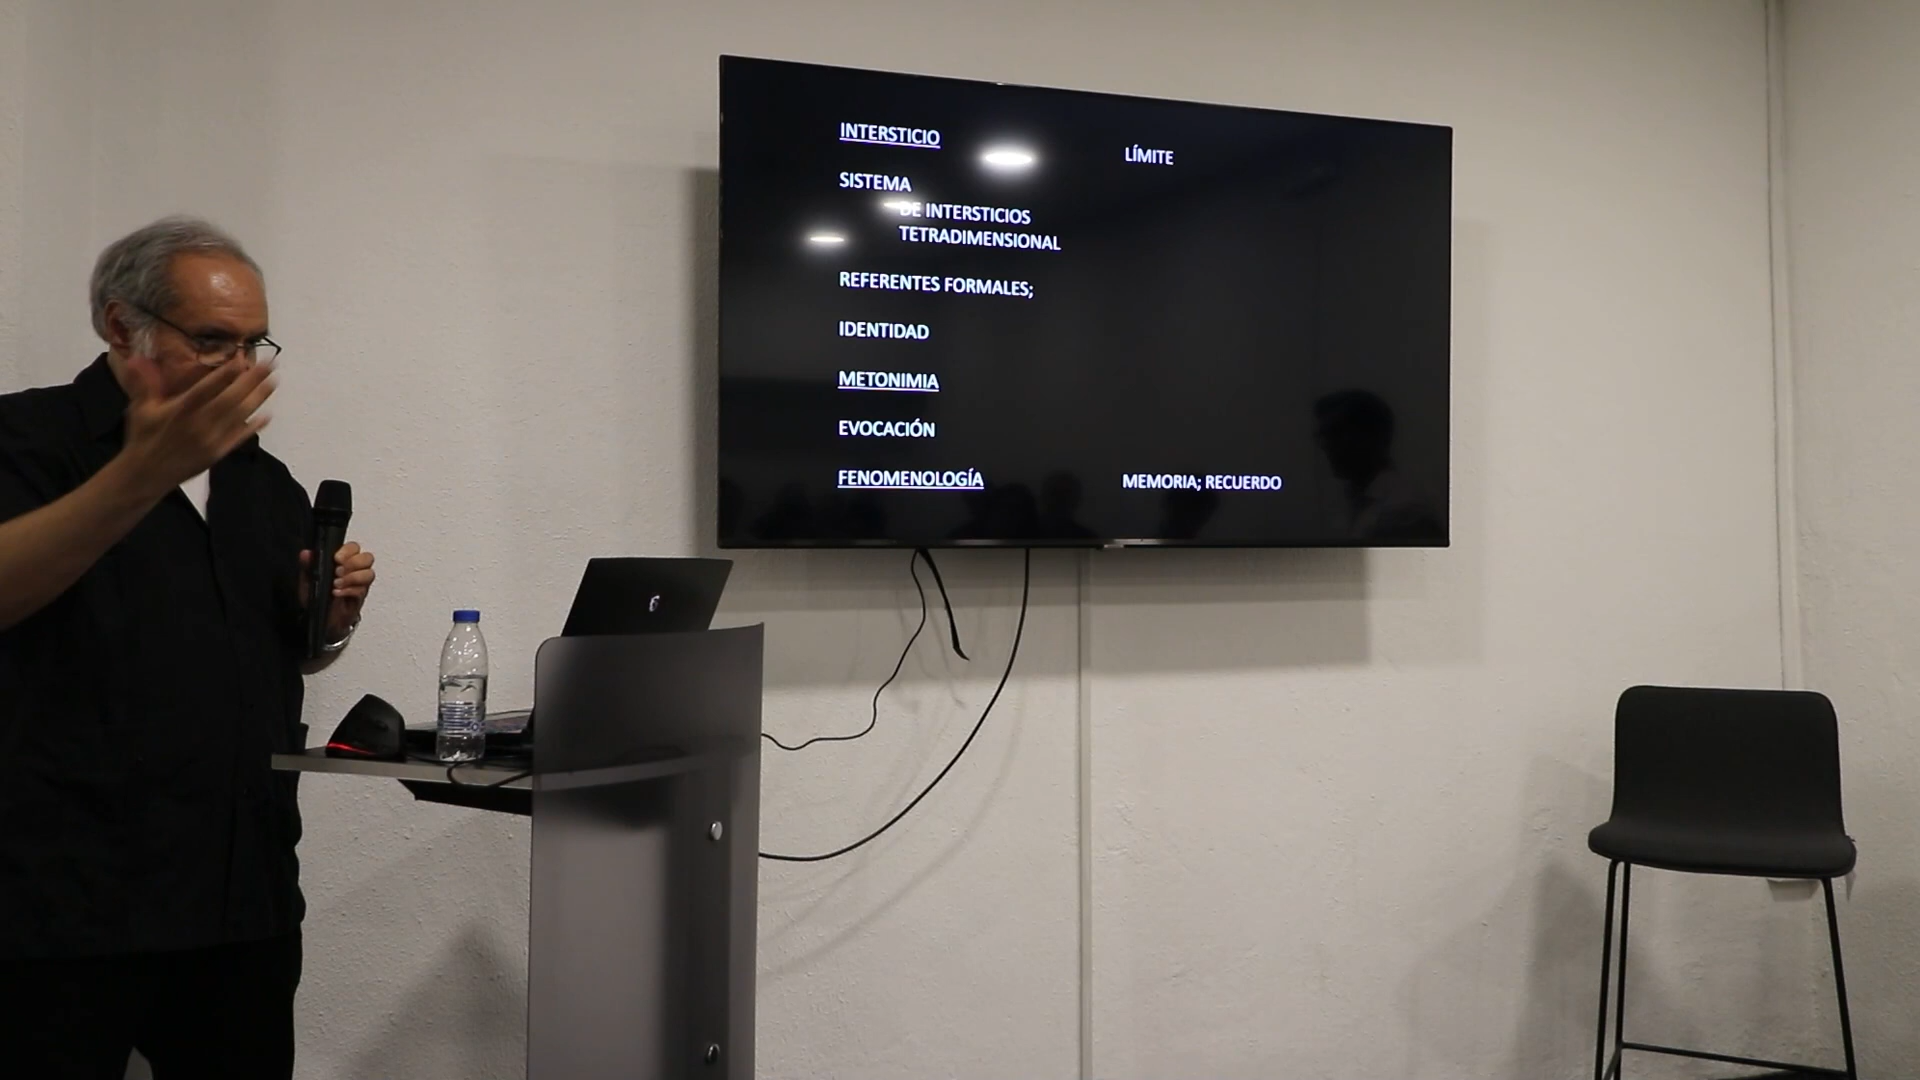 INTERSTICIO LÍMITE
SISTEMA
DE INTERSTICIOS
TETRADIMENSIONAL
REFERENTES FORMALES;
IDENTIDAD
METONIMIA
EVOCACIÓN
FENOMENOLOGÍA MEMORIA; RECUERDO